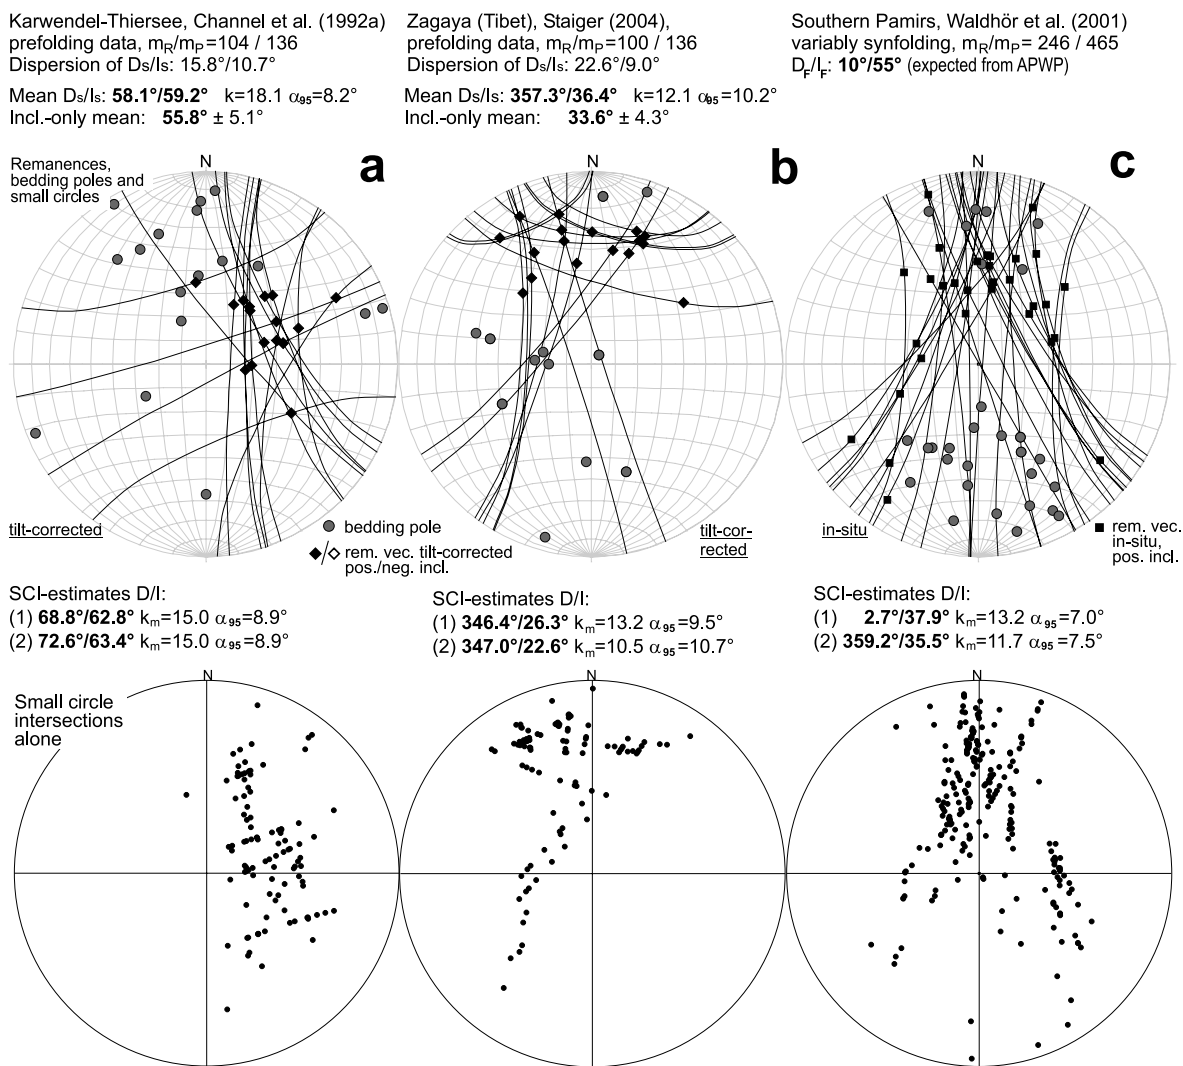 Karwendel-Thiersee, Channel et al. (1992a)
prefolding data, mR/mP=104 / 136
Dispersion of Ds/Is: 15.8°/10.7°
Mean Ds/Is: 58.1°/59.2° k=18.1 α95=8.2°
Incl.-only mean: 55.8° ± 5.1°
Zagaya (Tibet), Staiger (2004),
prefolding data, mR/mP=100 / 136
Dispersion of Ds/Is: 22.6°/9.0°
Mean Ds/Is: 357.3°/36.4° k=12.1 α95=10.2°
Incl.-only mean: 33.6° ± 4.3°
Southern Pamirs, Waldhör et al. (2001)
variably synfolding, mR/mP= 246 / 465
DF/IF: 10°/55° (expected from APWP)
Remanences,
bedding poles and
small circles
N
a
N
b
N
c
tilt-corrected
bedding pole
rem. vec. tilt-corrected
pos./neg. incl.
tilt-cor-
rected
in-situ
rem. vec.
in-situ,
pos. incl.
SCI-estimates D/I:
(1) 68.8°/62.8° km=15.0 α95=8.9°
(2) 72.6°/63.4° km=15.0 α95=8.9°
SCI-estimates D/I:
(1) 346.4°/26.3° km=13.2 α95=9.5°
(2) 347.0°/22.6° km=10.5 α95=10.7°
SCI-estimates D/I:
(1) 2.7°/37.9° km=13.2 α95=7.0°
(2) 359.2°/35.5° km=11.7 α95=7.5°
Small circle
intersections
alone
N
N
N